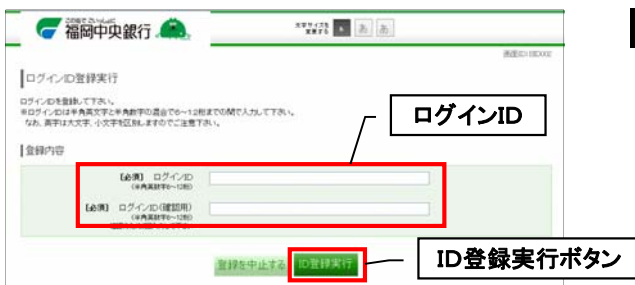 福岡中央銀行
文字サイズを
変更する
あ あ
ログインID登録実行
ログインIDを登録して下さい。
※ログインIDは半角英文字と半角数字の混合で6~12桁までの間で入力して下さい。
なお、英字は大文字、小文字を区別しますのでご注意下さい。
ログインID
登録内容
【必須】 ログインID
(半角英数字6~12桁)
【必須】 ログインID(確認用)
(半角英数字6~12桁)
登録を中止する
ID登録実行
ID登録実行ボタン